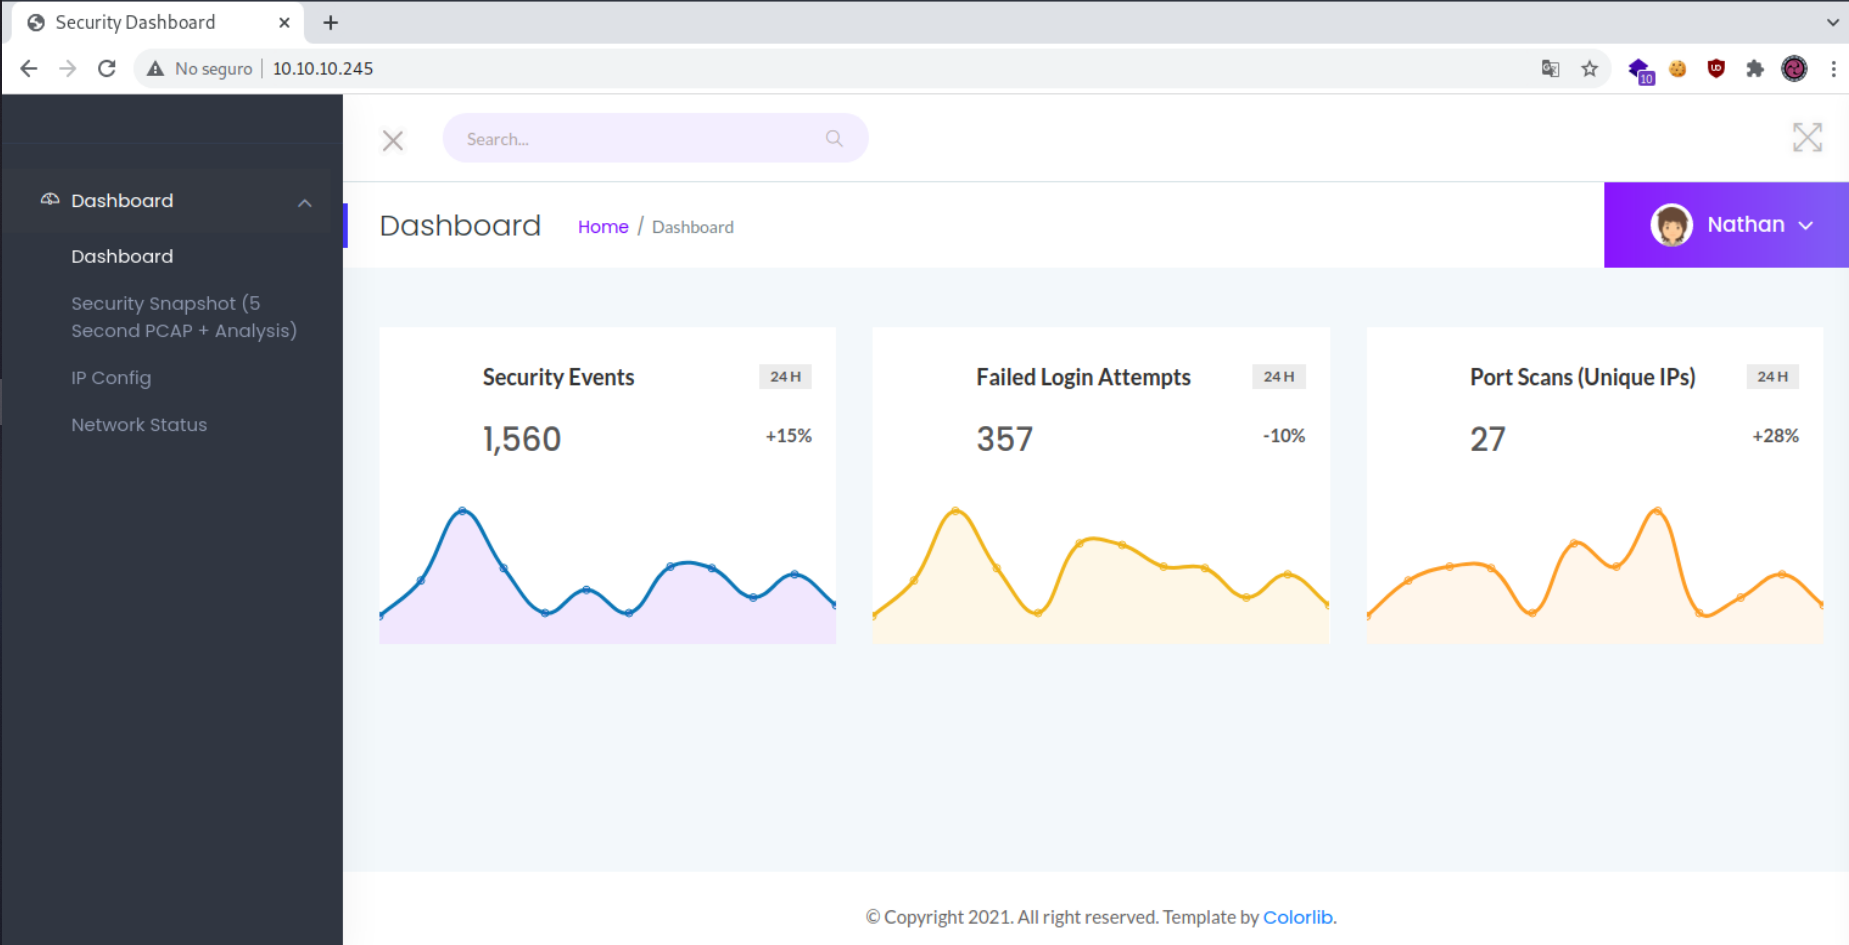 Security Dashboard
No seguro
10.10.10.245
10
Search...
Dashboard
Dashboard
Security Snapshot (5
Second PCAP + Analysis)
IP Config
Network Status
Dashboard
Home / Dashboard
Nathan
Security Events
24 H
1,560
+15%
Failed Login Attempts
24 H
357
-10%
Port Scans (Unique IPs)
24 H
27
+28%
© Copyright 2021. All right reserved. Template by Colorlib.